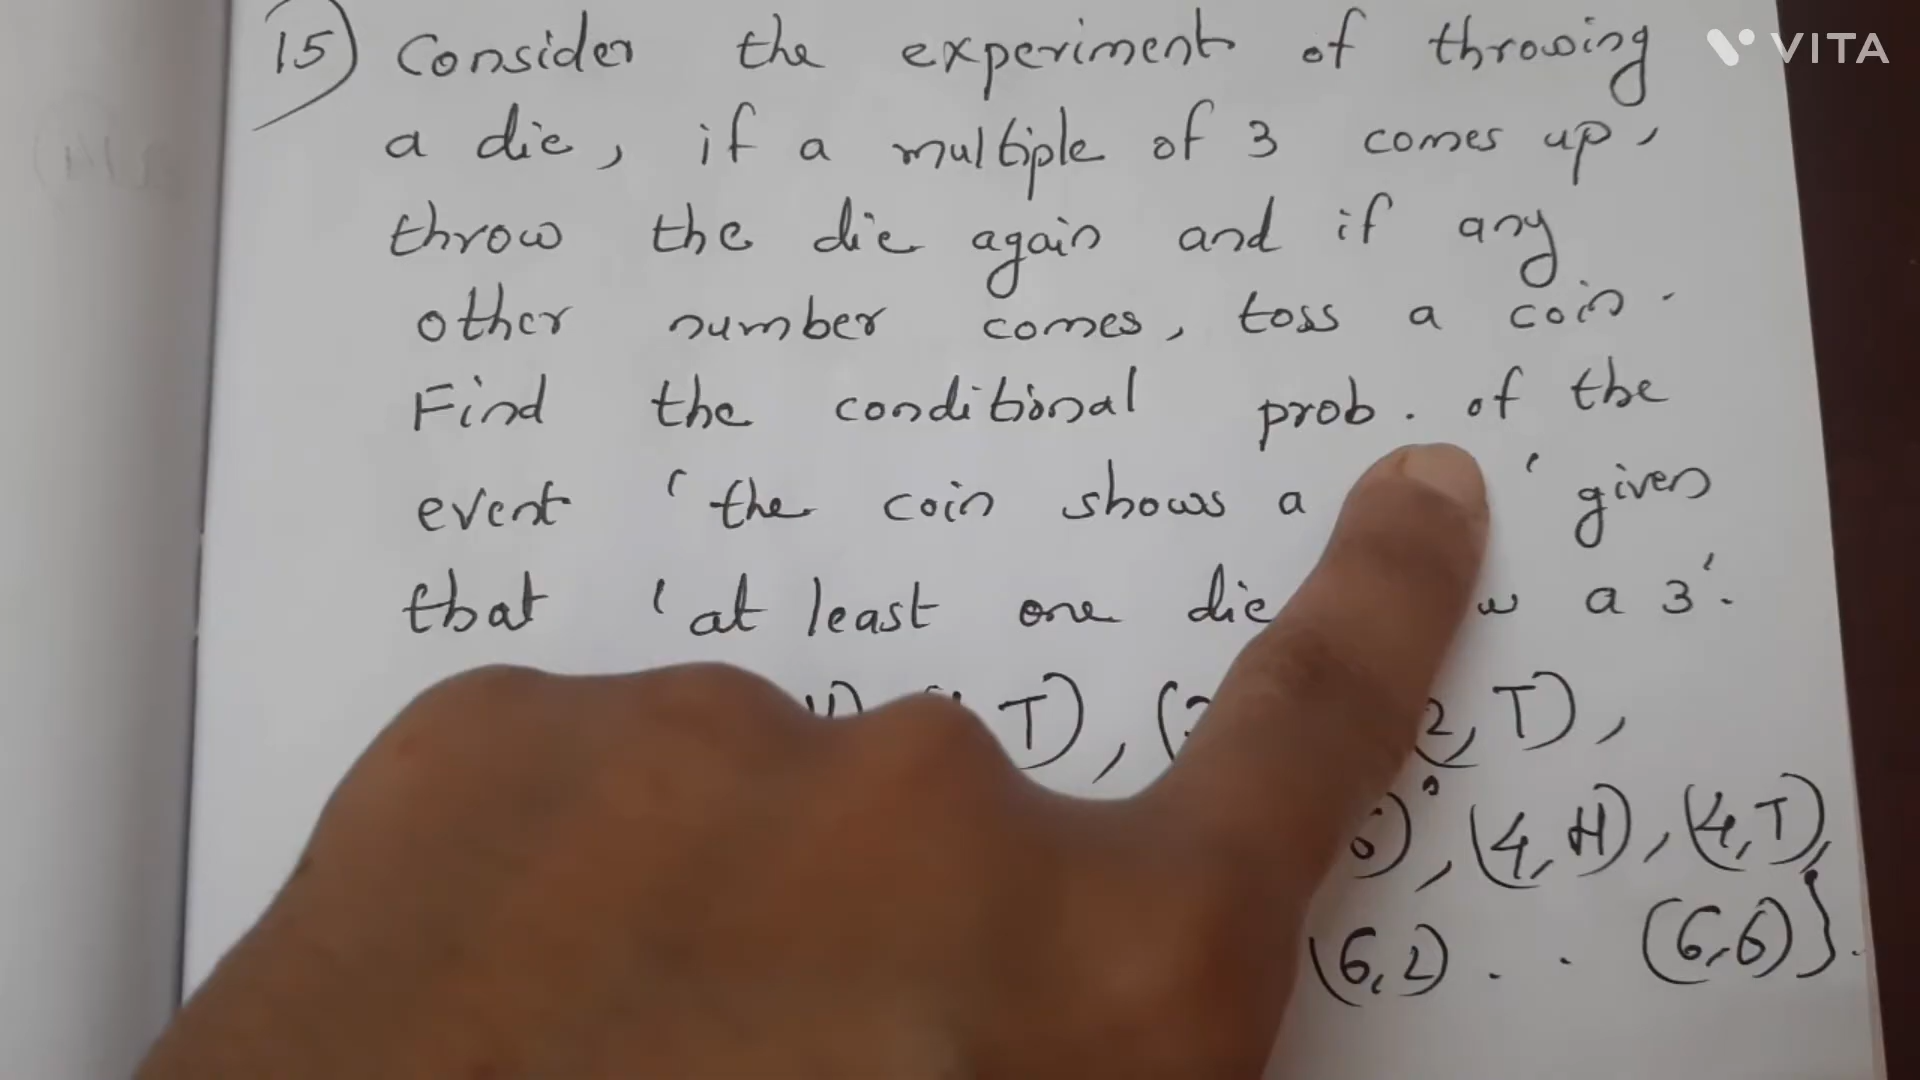 15) Consider the experiment of throwing
VITA
a die, if a multiple of 3 comes up,
throw the die again and if any
other number comes, toss a coin.
Find the conditional prob. of the
event 'the coin shows a ' given
that 'at least one die a 3'.
T), 2, T),
), (4, H), (4, T),
(6,2) . . (6,6)}.